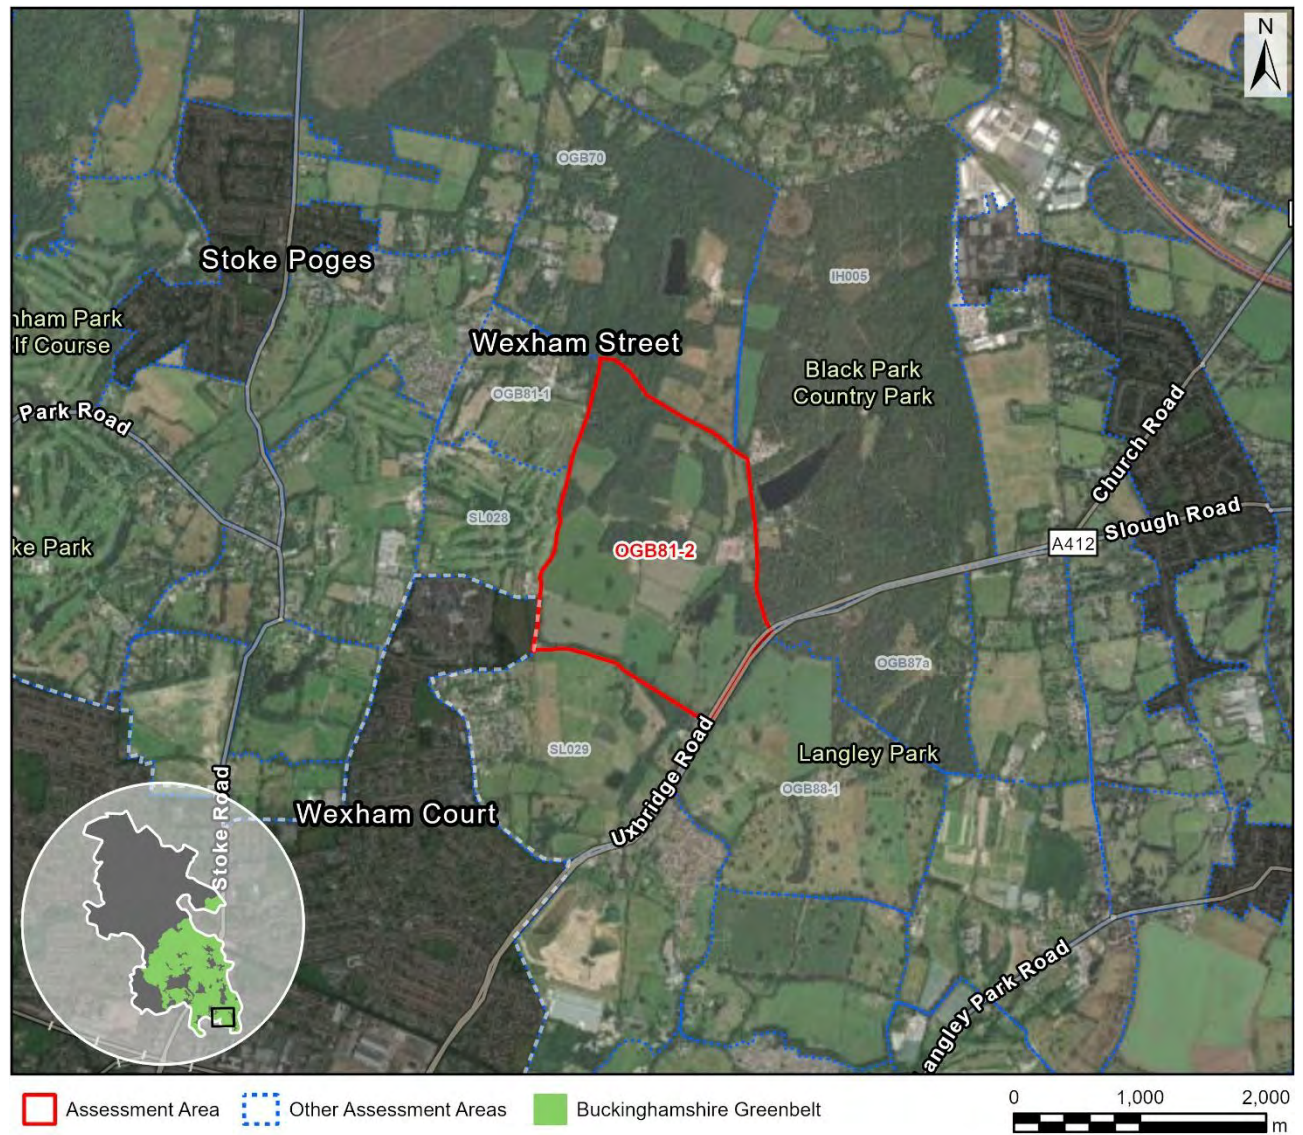 N
OGB70
Stoke Poges
IH005
nham Park
lf Course
Wexham Street
Black Park
Country Park
OGB81-1
Park Road
Church Road
SL028
Slough Road
A412
ke Park
OGB81-2
OGB87a
SL029
Uxbridge Road
Langley Park
OGB88-1
Stoke Road
Wexham Court
angley Park Road
Assessment Area
Other Assessment Areas
Buckinghamshire Greenbelt
0 1,000 2,000
m